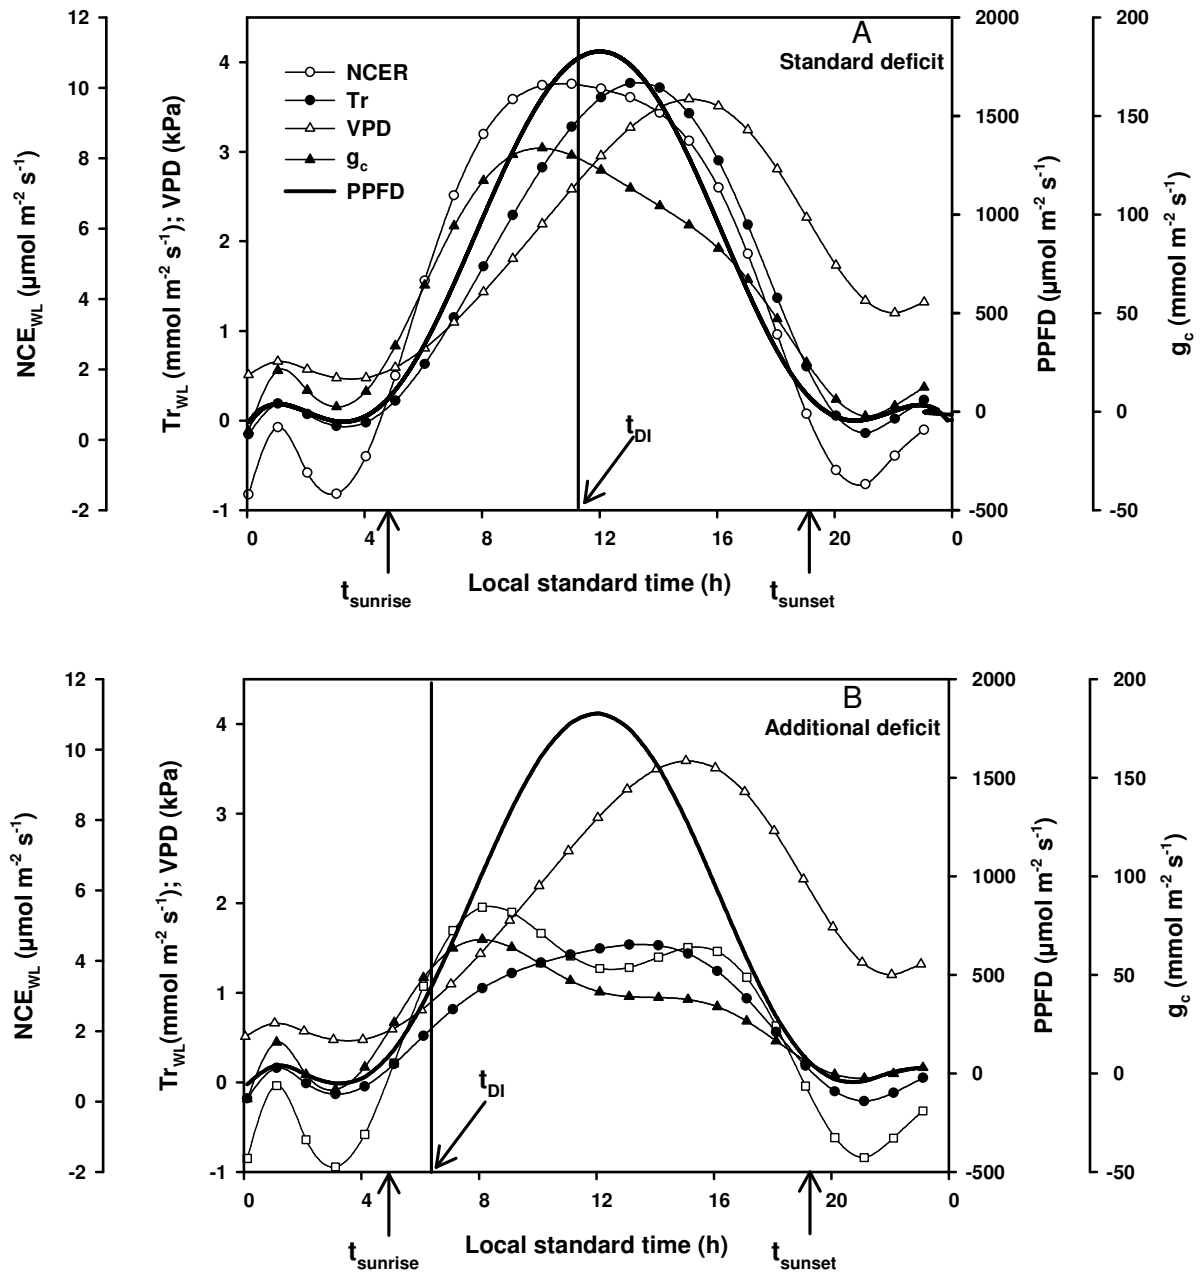 A
Standard deficit
NCER
Tr
VPD
g_c
PPFD
NCE_WL (µmol m⁻² s⁻¹)
12
10
8
6
4
2
0
-2
Tr_WL (mmol m⁻² s⁻¹); VPD (kPa)
4
3
2
1
0
-1
2000
1500
1000
500
0
-500
PPFD (µmol m⁻² s⁻¹)
200
150
100
50
0
-50
g_c (mmol m⁻² s⁻¹)
t_DI
0 4 8 12 16 20 0
t_sunrise
Local standard time (h)
t_sunset
B
Additional deficit
NCE_WL (µmol m⁻² s⁻¹)
12
10
8
6
4
2
0
-2
Tr_WL(mmol m⁻² s⁻¹); VPD (kPa)
4
3
2
1
0
-1
2000
1500
1000
500
0
-500
PPFD (µmol m⁻² s⁻¹)
200
150
100
50
0
-50
g_c (mmol m⁻² s⁻¹)
t_DI
0 4 8 12 16 20 0
t_sunrise
Local standard time (h)
t_sunset